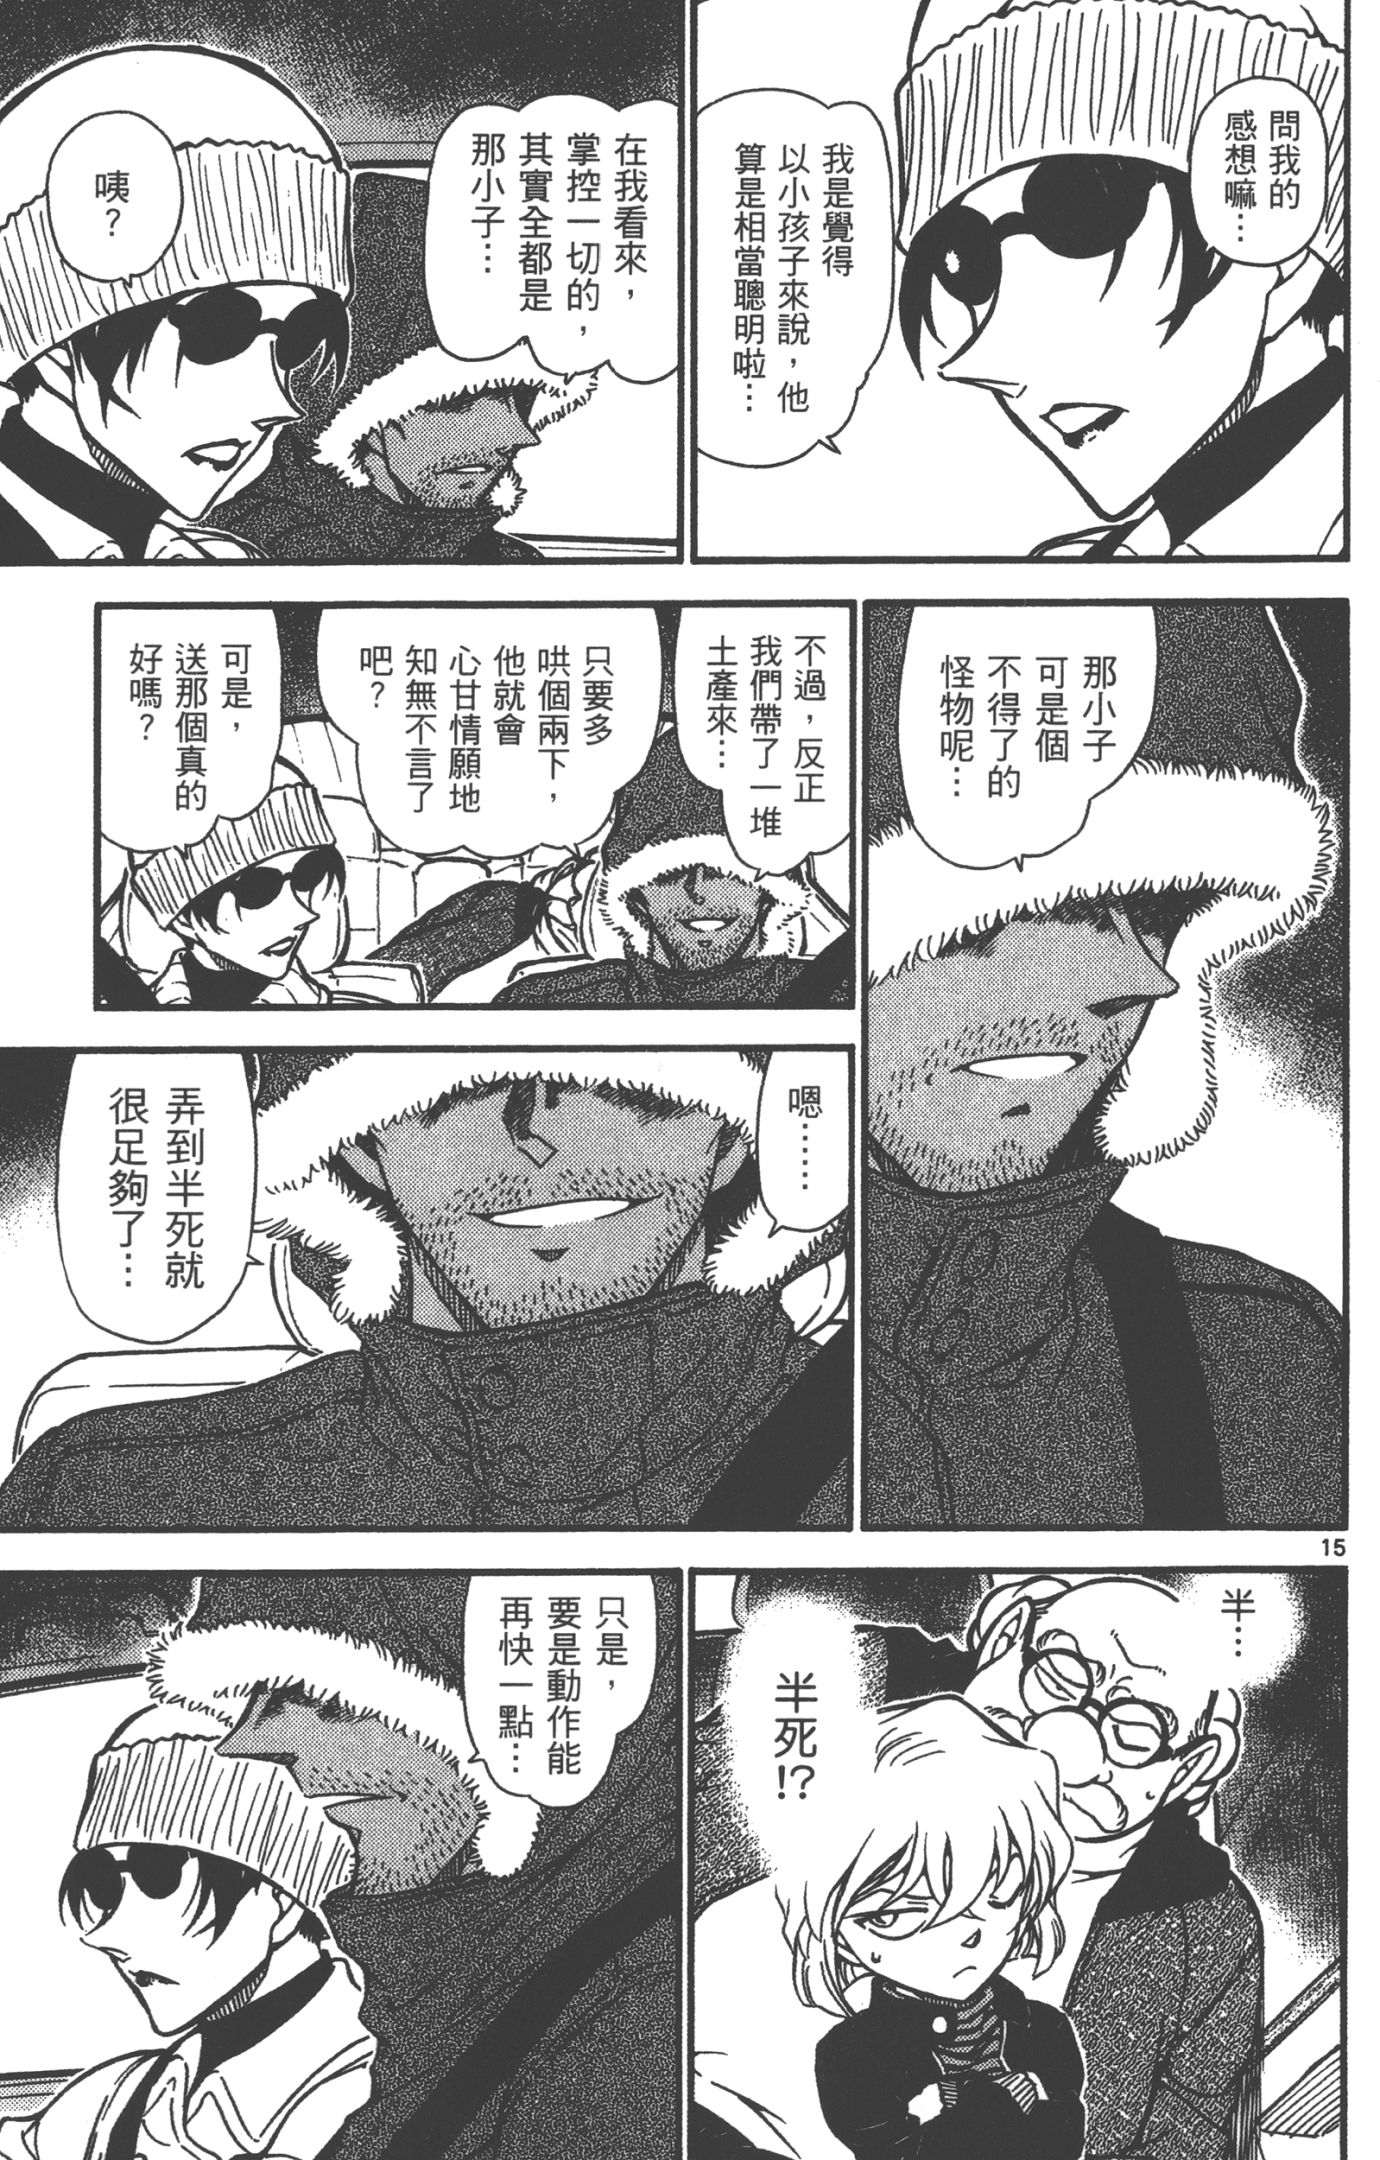 問我的
感想嘛…
我是覺得
以小孩子來說，他
算是相當聰明啦…
在我看來，
掌控一切的，
其實全都是
那小子…
咦？
那小子
可是個
不得了的
怪物呢…
不過，反正
我們帶了一堆
土產來…
只要多
哄個兩下，
他就會
心甘情願地
知無不言了
吧？
可是，
送那個真的
好嗎？
嗯……
弄到半死就
很足夠了…
15
半…
半死!?
只是，
要是動作能
再快一點…